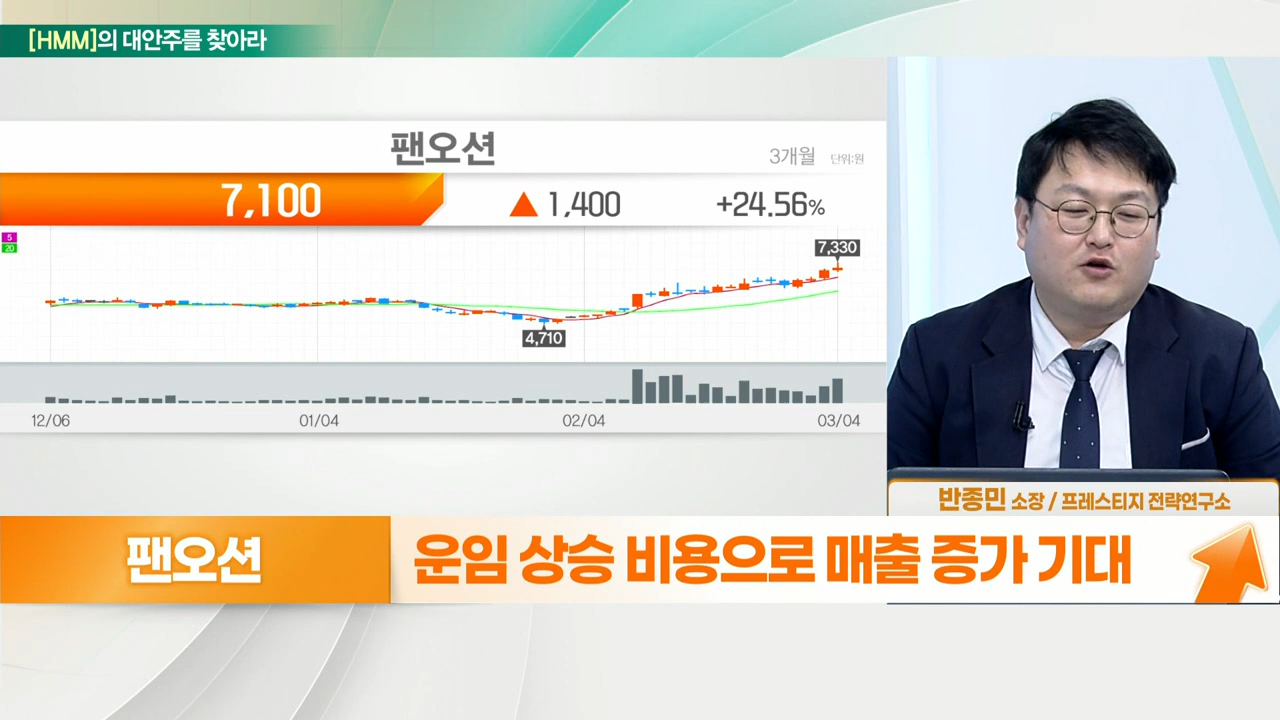 [HMM]의 대안주를 찾아라
팬오션
3개월 단위:원
7,100 ▲ 1,400 +24.56%
5
20
7,330
4,710
12/06 01/04 02/04 03/04
반종민 소장 / 프레스티지 전략연구소
팬오션
운임 상승 비용으로 매출 증가 기대